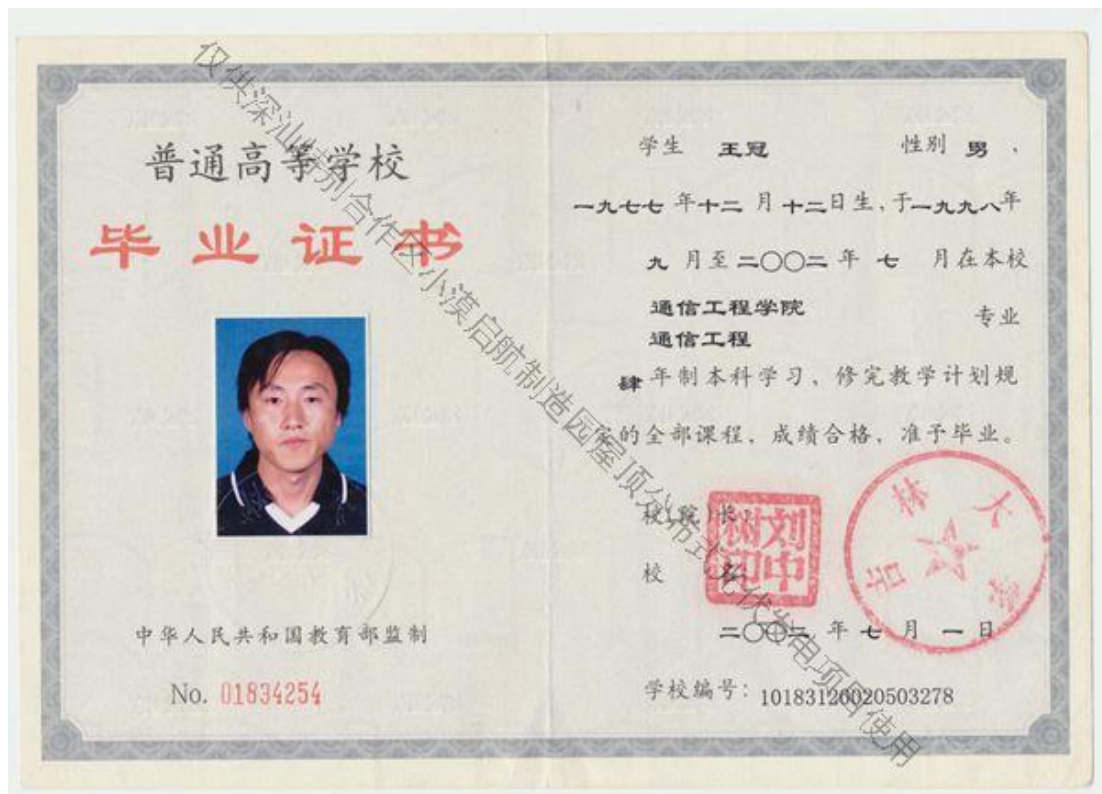 普通高等学校
毕业证书
中华人民共和国教育部监制
No. 01834254
学生 王冠 性别 男 ,
一九七七 年十二 月 十二日生,于一九九八年
九 月至 二〇〇二 年 七 月在本校
通信工程学院 专业
通信工程
肆 年制本科学习、修完教学计划规
定的全部课程,成绩合格,准予毕业。
校(院)长:
刘中树印
校 名:
吉林大学
二〇〇二 年 七 月 一 日
学校编号: 10183120020503278
仅供深汕特别合作区小漠启航制造园屋顶分布式光伏发电项目使用